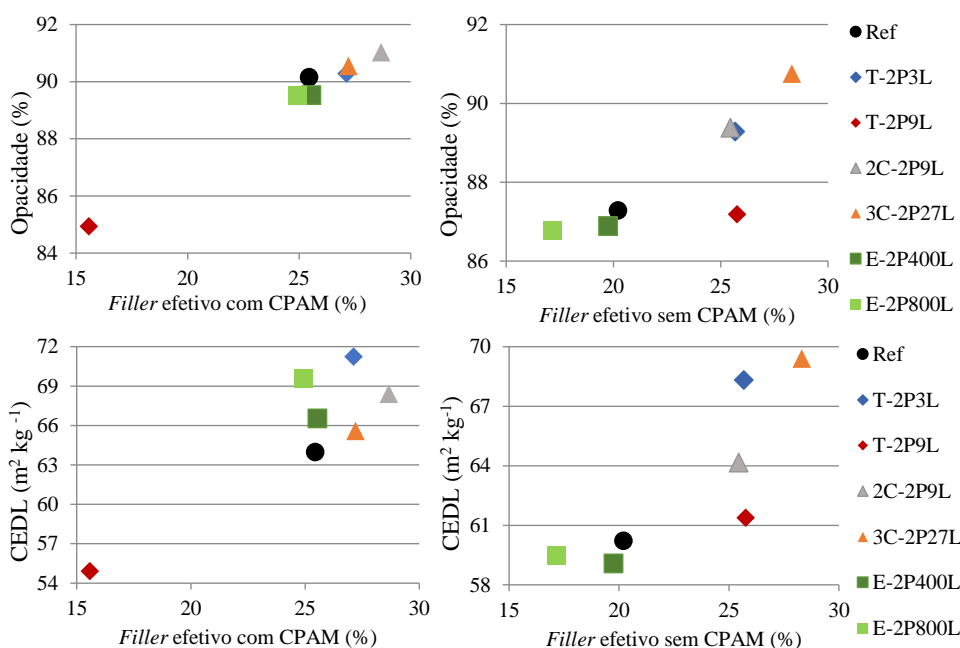 92
90
88
86
84
Opacidade (%)
15
20
25
30
Filler efetivo com CPAM (%)
92
90
88
86
Opacidade (%)
15
20
25
30
Filler efetivo sem CPAM (%)
Ref
T-2P3L
T-2P9L
2C-2P9L
3C-2P27L
E-2P400L
E-2P800L
72
69
66
63
60
57
54
CEDL (m² kg⁻¹)
15
20
25
30
Filler efetivo com CPAM (%)
70
67
64
61
58
CEDL (m² kg⁻¹)
15
20
25
30
Filler efetivo sem CPAM (%)
Ref
T-2P3L
T-2P9L
2C-2P9L
3C-2P27L
E-2P400L
E-2P800L